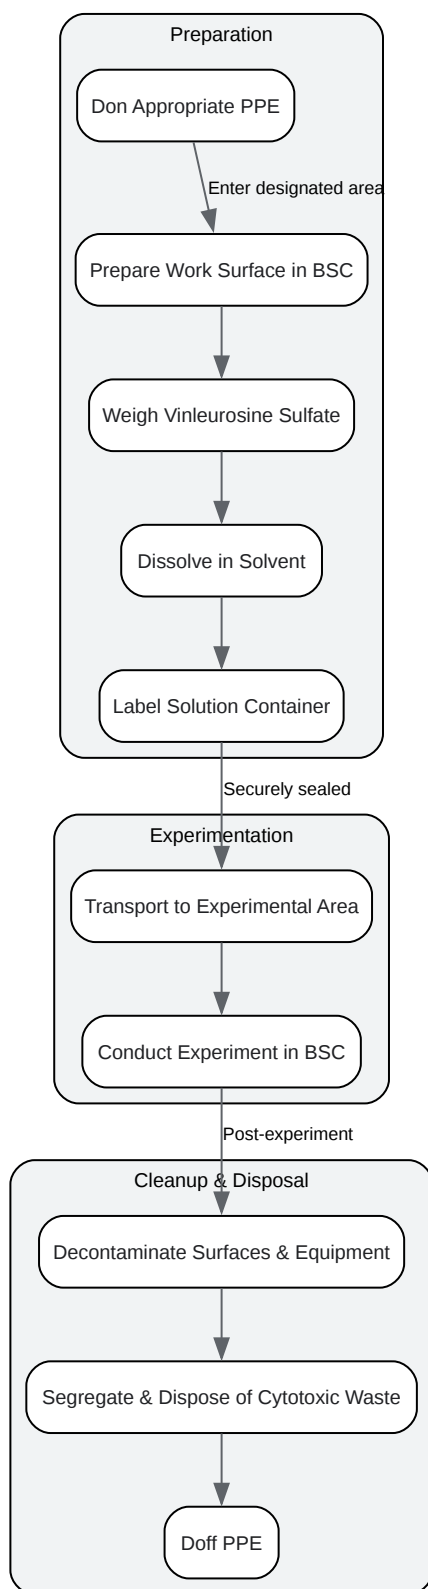 Preparation
Don Appropriate PPE
Enter designated area
Prepare Work Surface in BSC
Weigh Vinleurosine Sulfate
Dissolve in Solvent
Label Solution Container
Securely sealed
Experimentation
Transport to Experimental Area
Conduct Experiment in BSC
Post-experiment
Cleanup & Disposal
Decontaminate Surfaces & Equipment
Segregate & Dispose of Cytotoxic Waste
Doff PPE